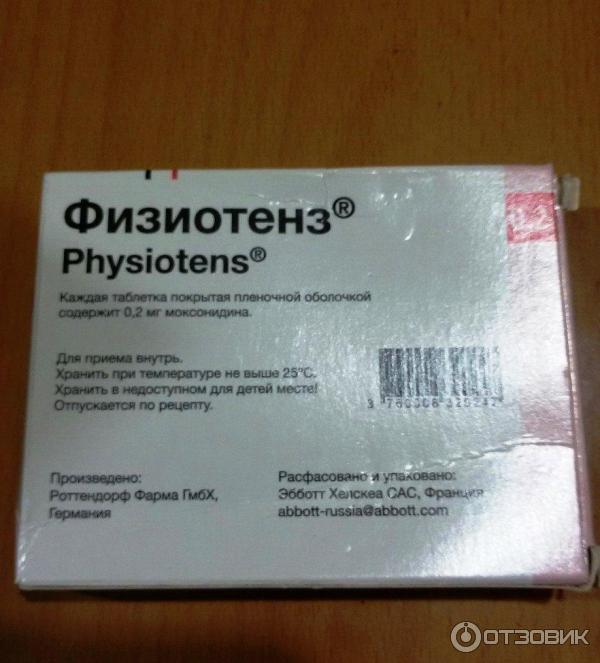 Физиотенз®
Physiotens®
0,2
Каждая таблетка покрытая пленочной оболочкой
содержит 0,2 мг моксонидина.
Для приема внутрь.
Хранить при температуре не выше 25°C.
Хранить в недоступном для детей месте!
Отпускается по рецепту.
Произведено:
Роттендорф Фарма ГмбХ,
Германия
Расфасовано и упаковано:
Эбботт Хелскеа САС, Франция
abbott-russia@abbott.com
ОТЗОВИК